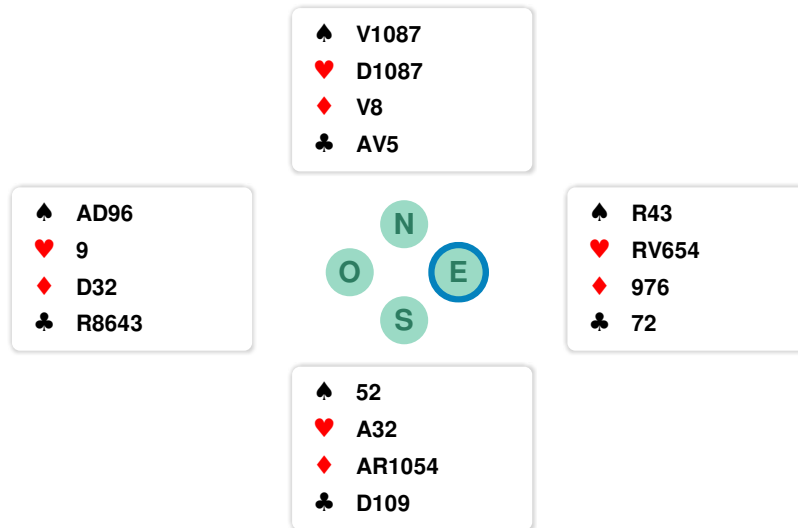 ♠ V1087
♥ D1087
♦ V8
♣ AV5
♠ AD96
♥ 9
♦ D32
♣ R8643
N
O
E
S
♠ R43
♥ RV654
♦ 976
♣ 72
♠ 52
♥ A32
♦ AR1054
♣ D109